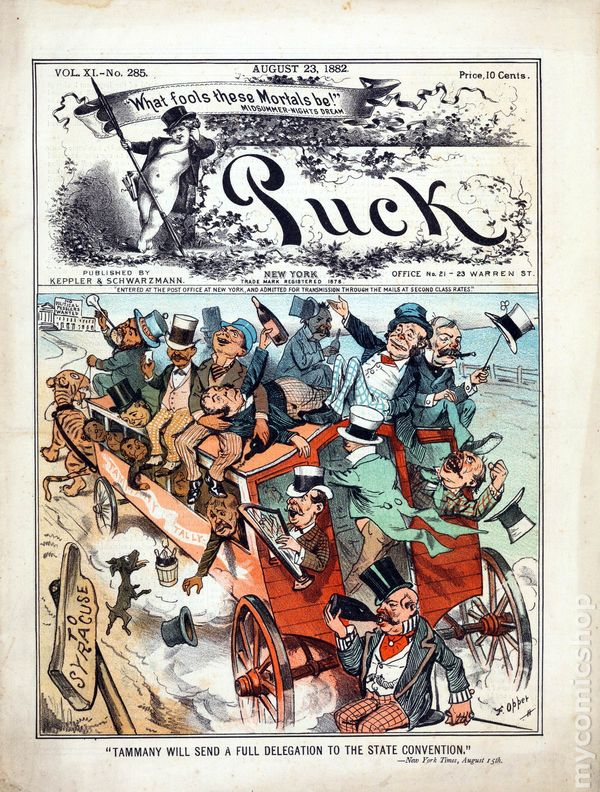 VOL. XI.-No. 285.
AUGUST 23, 1882.
Price, 10 Cents.
"What fools these Mortals be!"
MIDSUMMER-NIGHTS DREAM
Puck
PUBLISHED BY
KEPPLER & SCHWARZMANN.
NEW YORK
TRADE MARK REGISTERED 1878.
OFFICE No. 21 - 23 WARREN ST.
"ENTERED AT THE POST OFFICE AT NEW YORK, AND ADMITTED FOR TRANSMISSION THROUGH THE MAILS AT SECOND CLASS RATES."
TAMMANY TALLY
TO SYRACUSE
F. Opper
"TAMMANY WILL SEND A FULL DELEGATION TO THE STATE CONVENTION."
—New York Times, August 15th.
mycomicshop